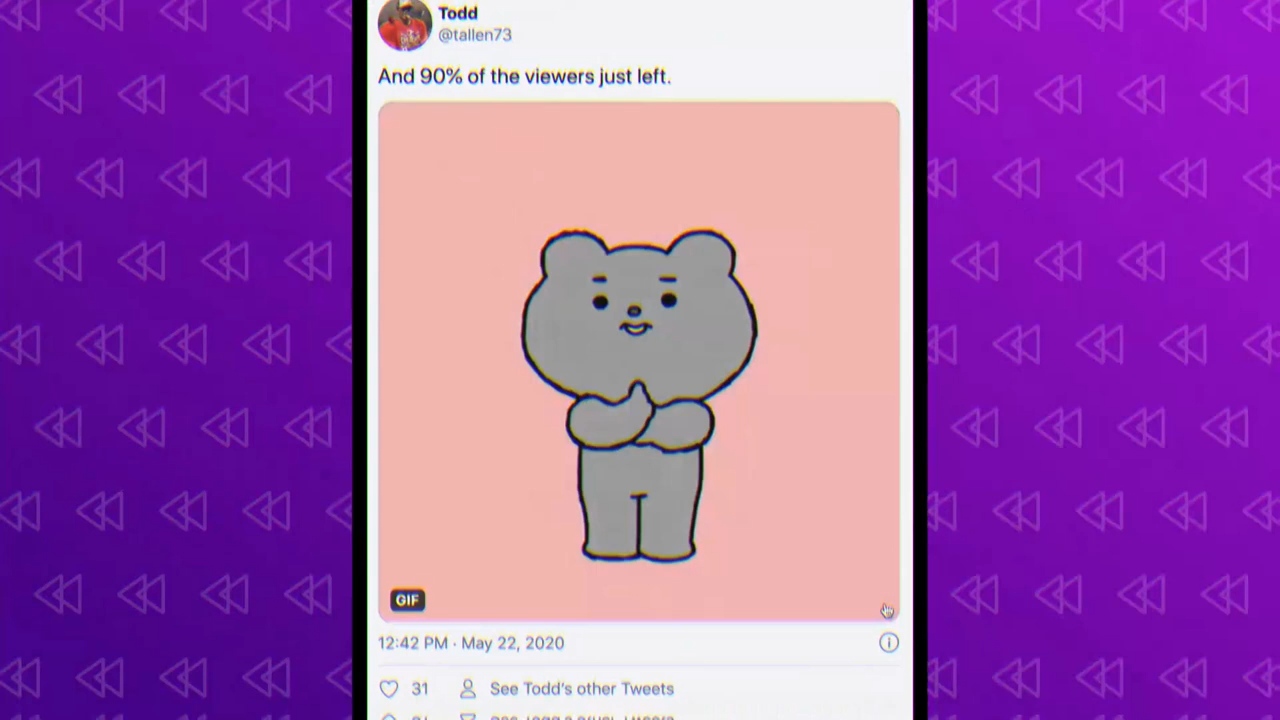 Todd
@tallen73
And 90% of the viewers just left.
GIF
12:42 PM · May 22, 2020
31 See Todd's other Tweets